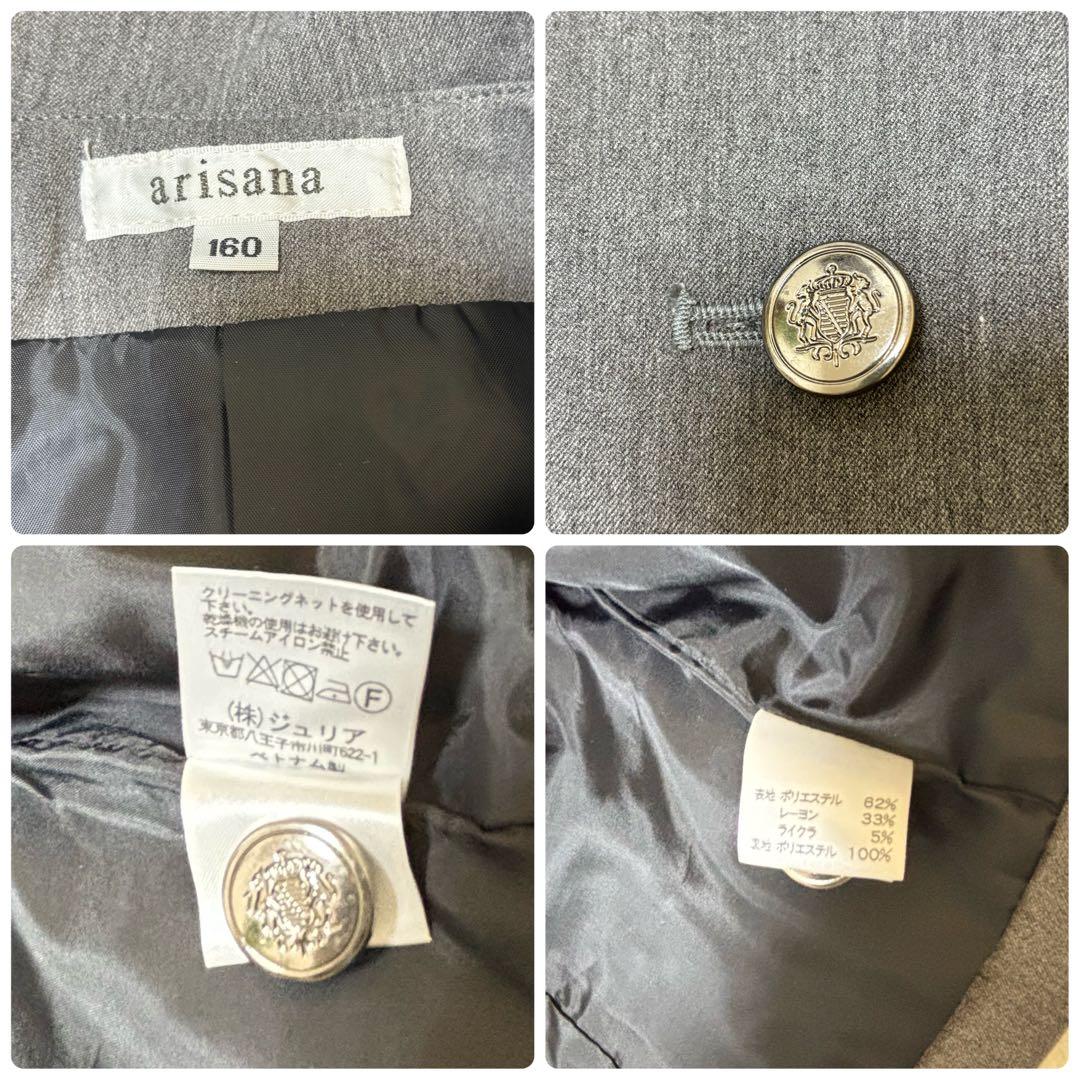 arisana
160
クリーニングネットを使用して
下さい。
乾燥機の使用はお避け下さい。
スチームアイロン禁止
F
(株)ジュリア
東京都八王子市川町622-1
ベトナム製
表地 ポリエステル 62%
レーヨン 33%
ライクラ 5%
裏地 ポリエステル 100%